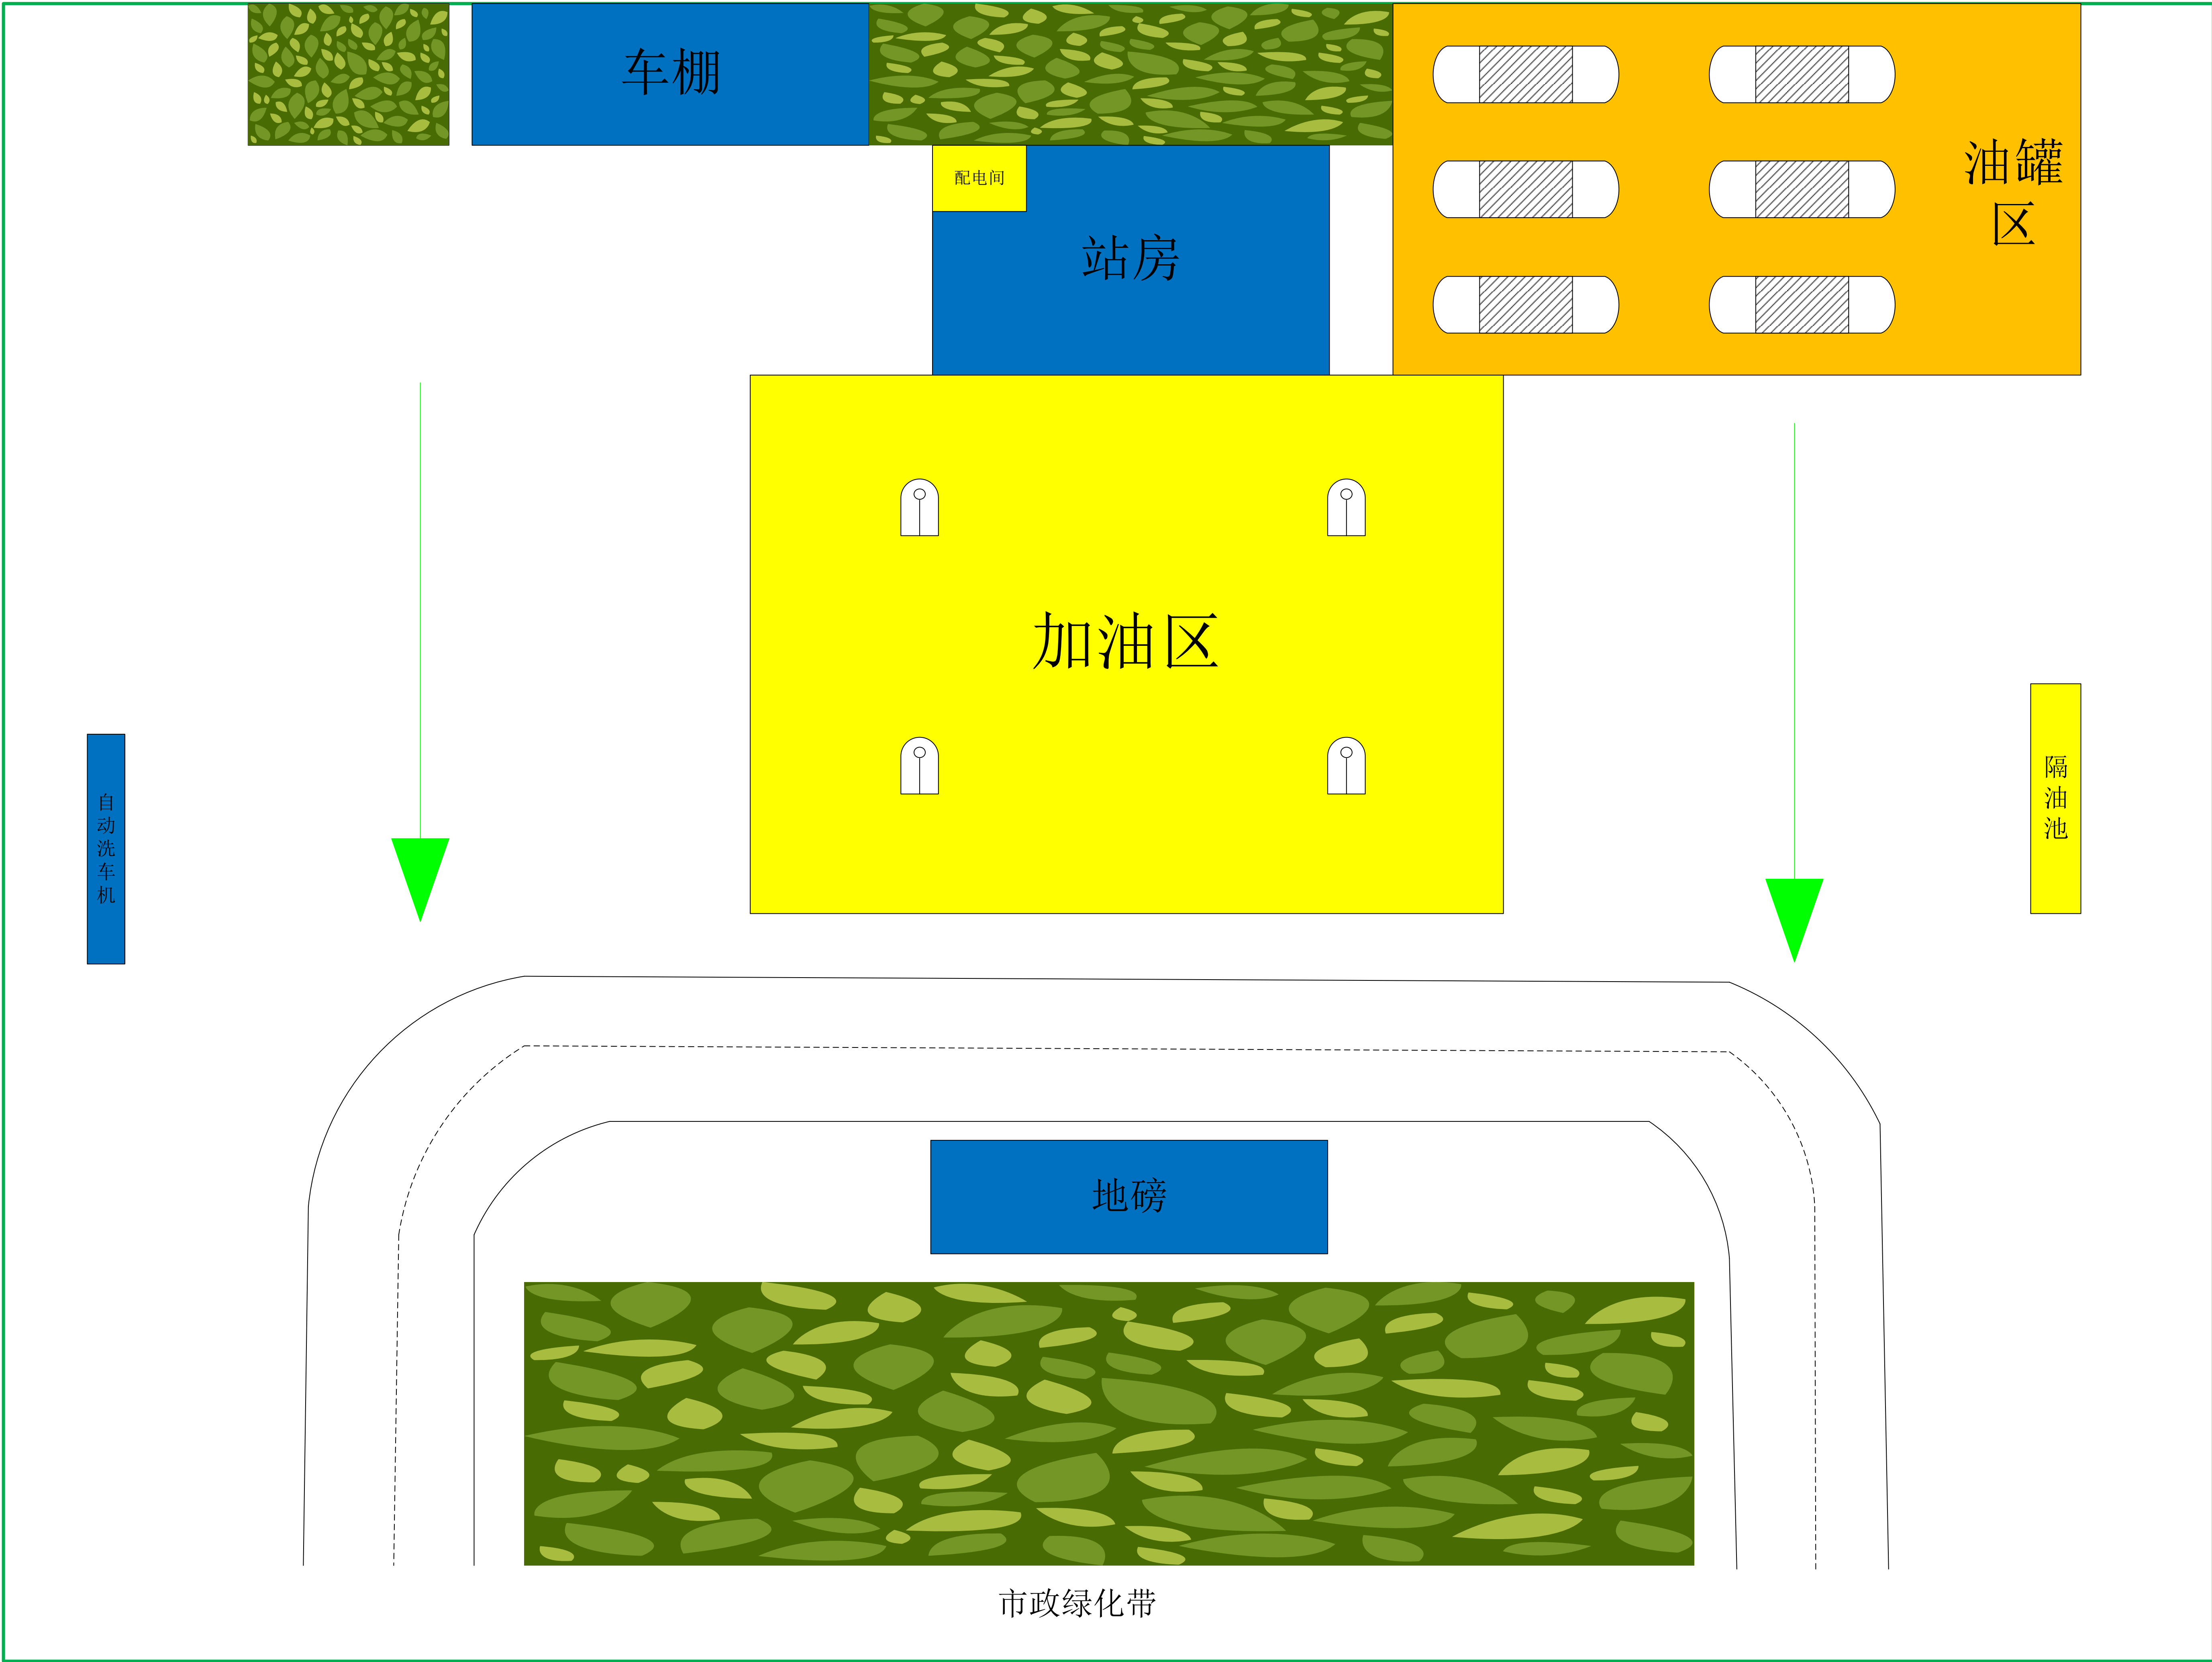 车棚
配电间
站房
油罐
区
加油区
自动洗车机
隔油池
地磅
市政绿化带